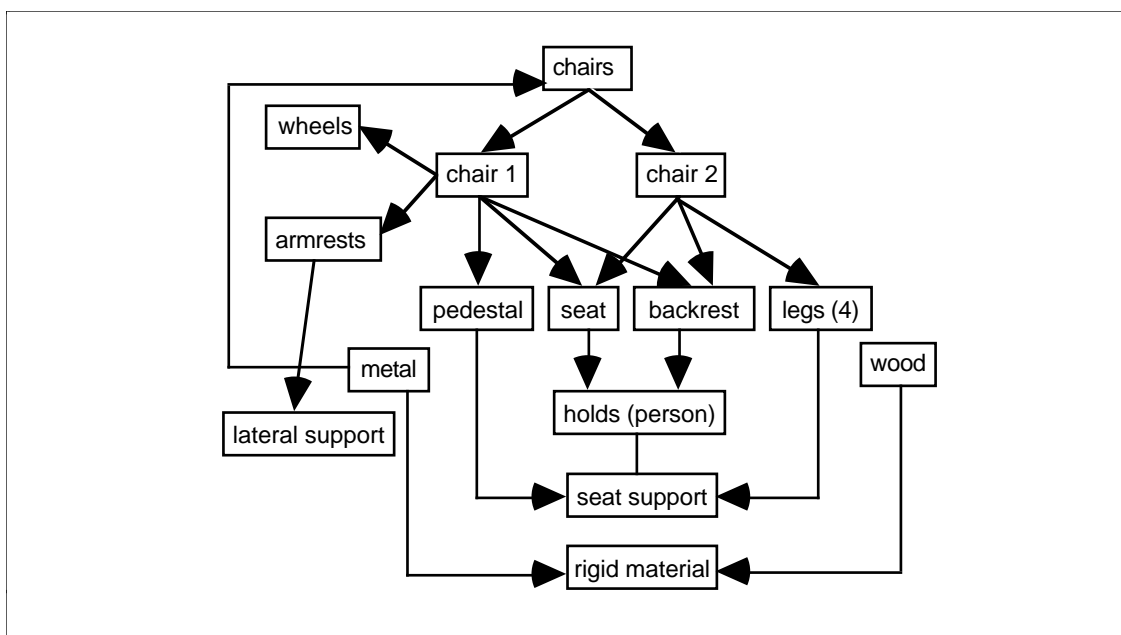 chairs
wheels
chair 1
chair 2
armrests
pedestal
seat
backrest
legs (4)
metal
wood
holds (person)
lateral support
seat support
rigid material